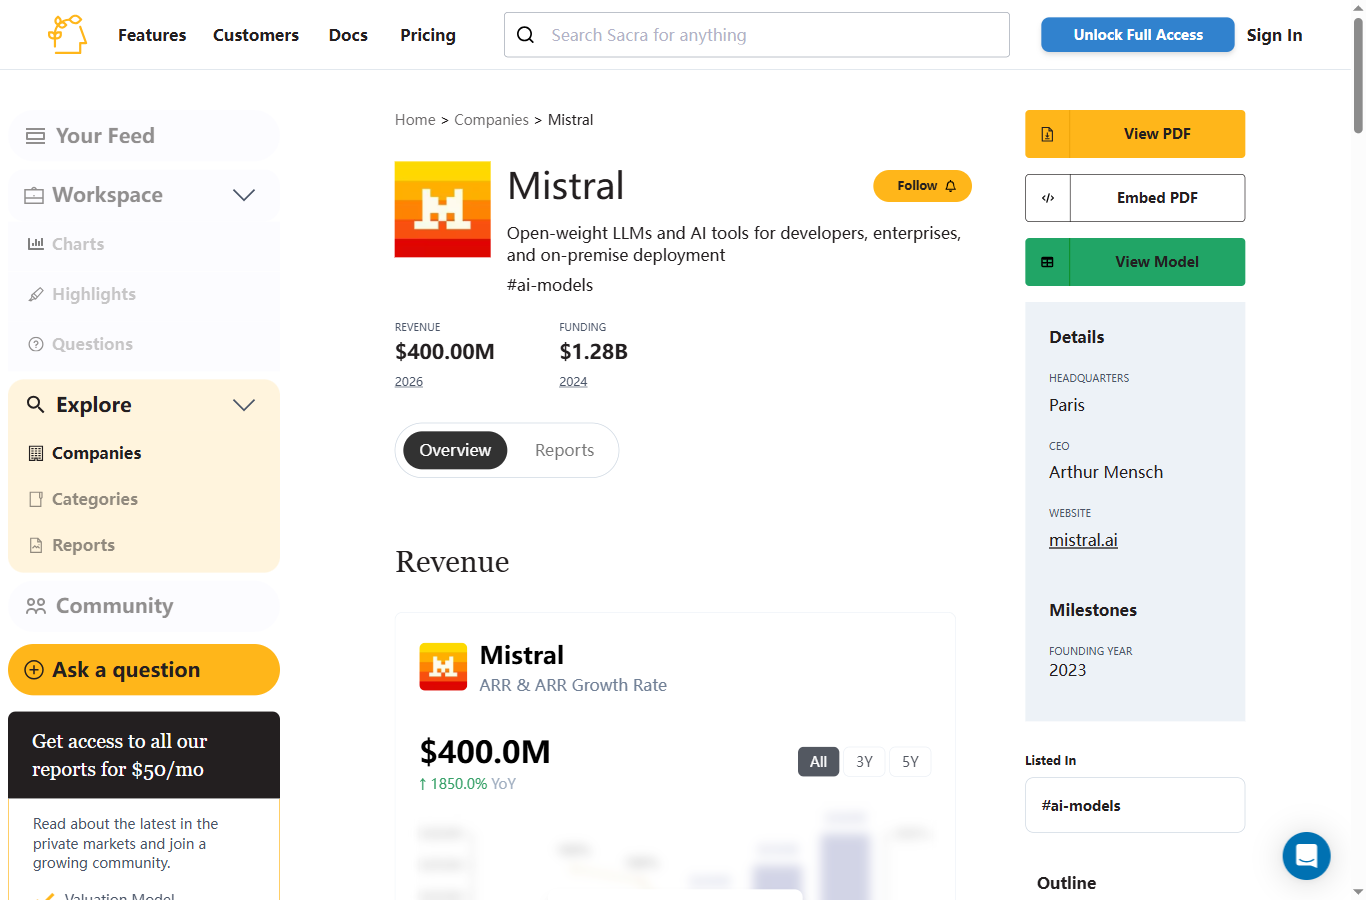 Features
Customers
Docs
Pricing
Search Sacra for anything
Unlock Full Access
Sign In
Your Feed
Workspace
Charts
Highlights
Questions
Explore
Companies
Categories
Reports
Community
Ask a question
Get access to all our
reports for $50/mo
Read about the latest in the
private markets and join a
growing community.
Valuation Model
Home > Companies > Mistral
Mistral
Follow
Open-weight LLMs and AI tools for developers, enterprises,
and on-premise deployment
#ai-models
REVENUE
$400.00M
2026
FUNDING
$1.28B
2024
Overview
Reports
Revenue
Mistral
ARR & ARR Growth Rate
$400.0M
↑ 1850.0% YoY
All
3Y
5Y
View PDF
Embed PDF
View Model
Details
HEADQUARTERS
Paris
CEO
Arthur Mensch
WEBSITE
mistral.ai
Milestones
FOUNDING YEAR
2023
Listed In
#ai-models
Outline